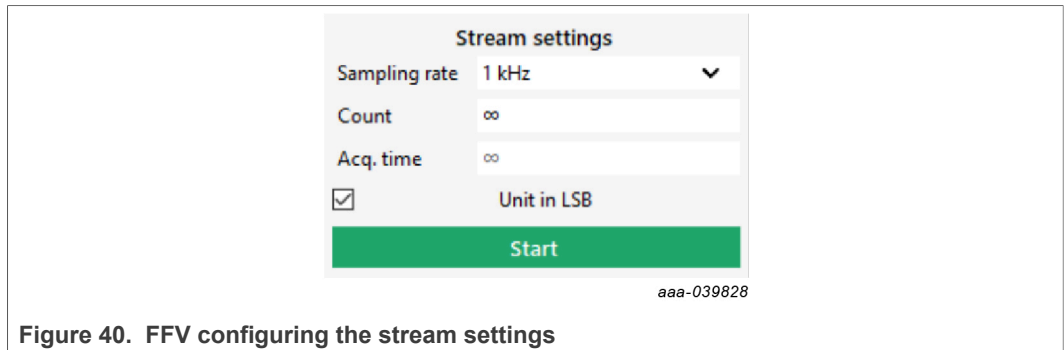 Stream settings
Sampling rate 1 kHz
Count ∞
Acq. time ∞
Unit in LSB
Start
aaa-039828
Figure 40. FFV configuring the stream settings